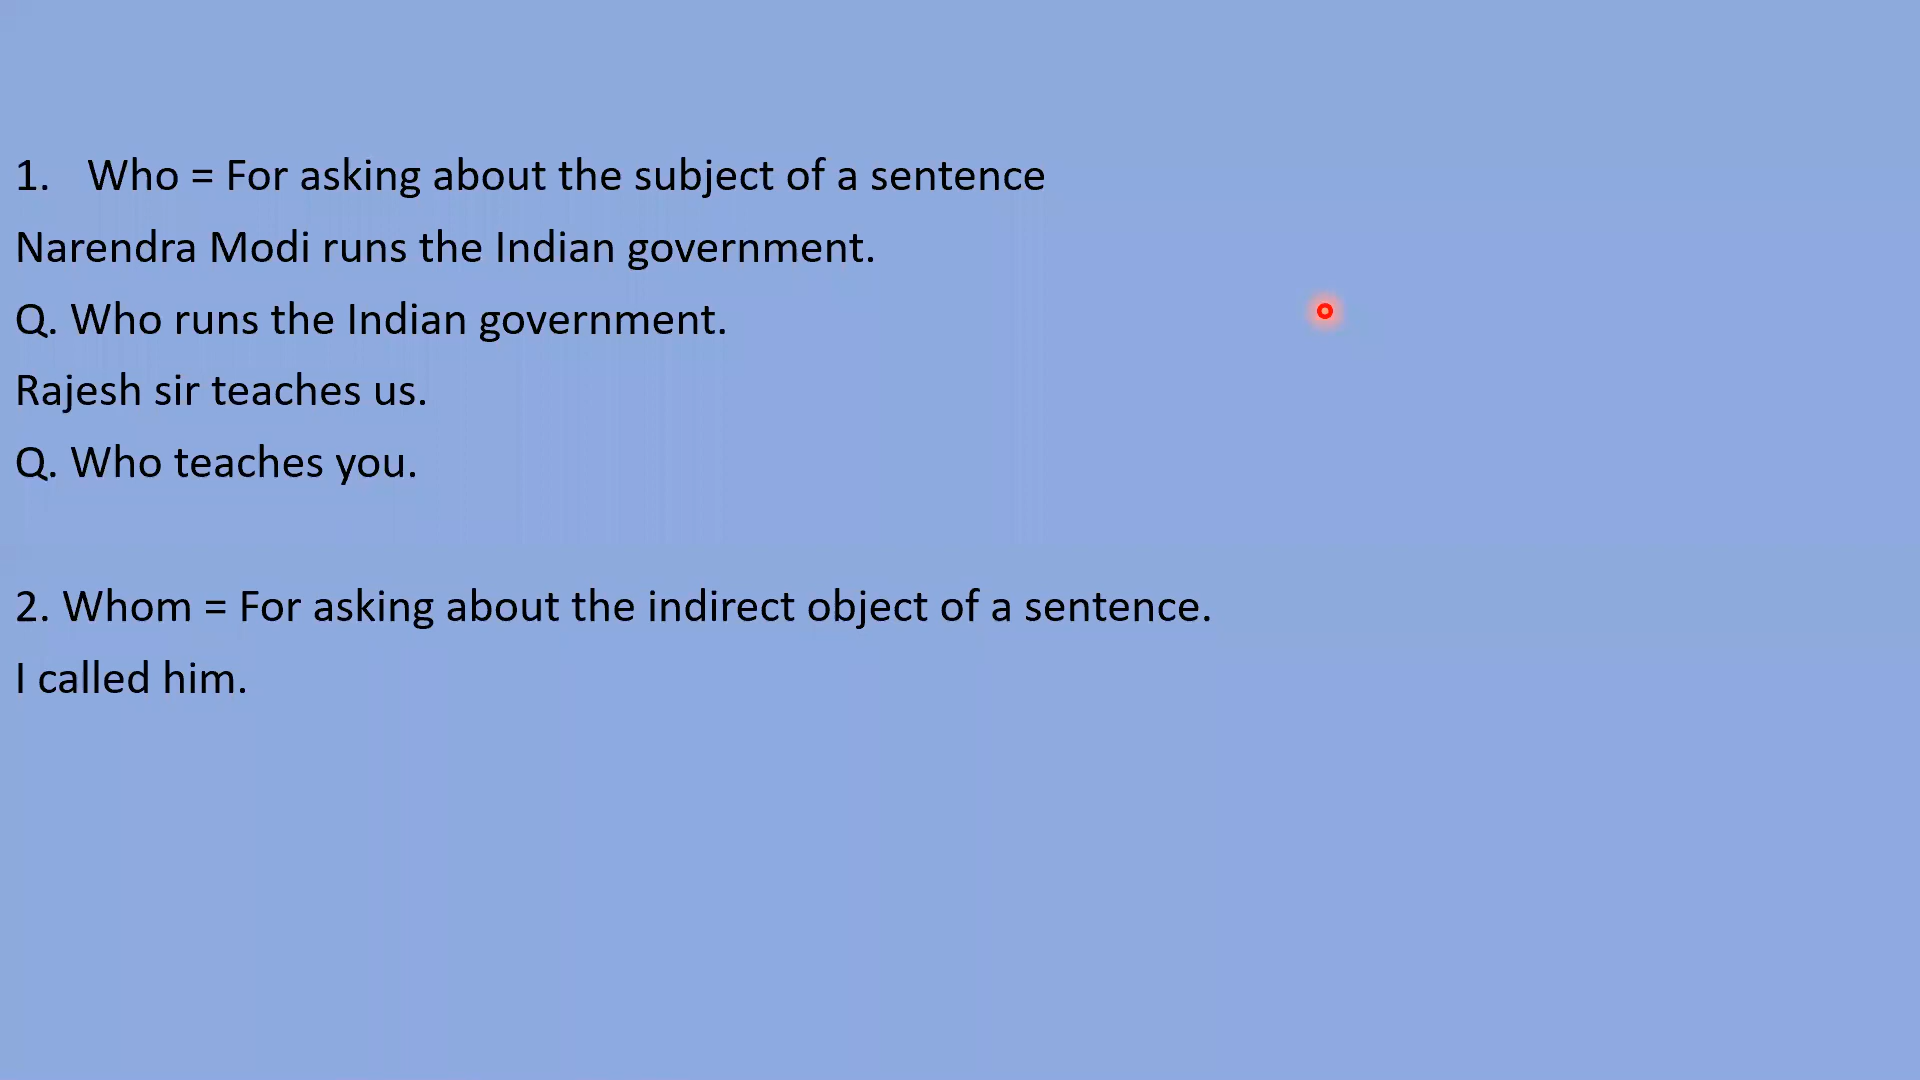 1. Who = For asking about the subject of a sentence
Narendra Modi runs the Indian government.
Q. Who runs the Indian government.
Rajesh sir teaches us.
Q. Who teaches you.
2. Whom = For asking about the indirect object of a sentence.
I called him.